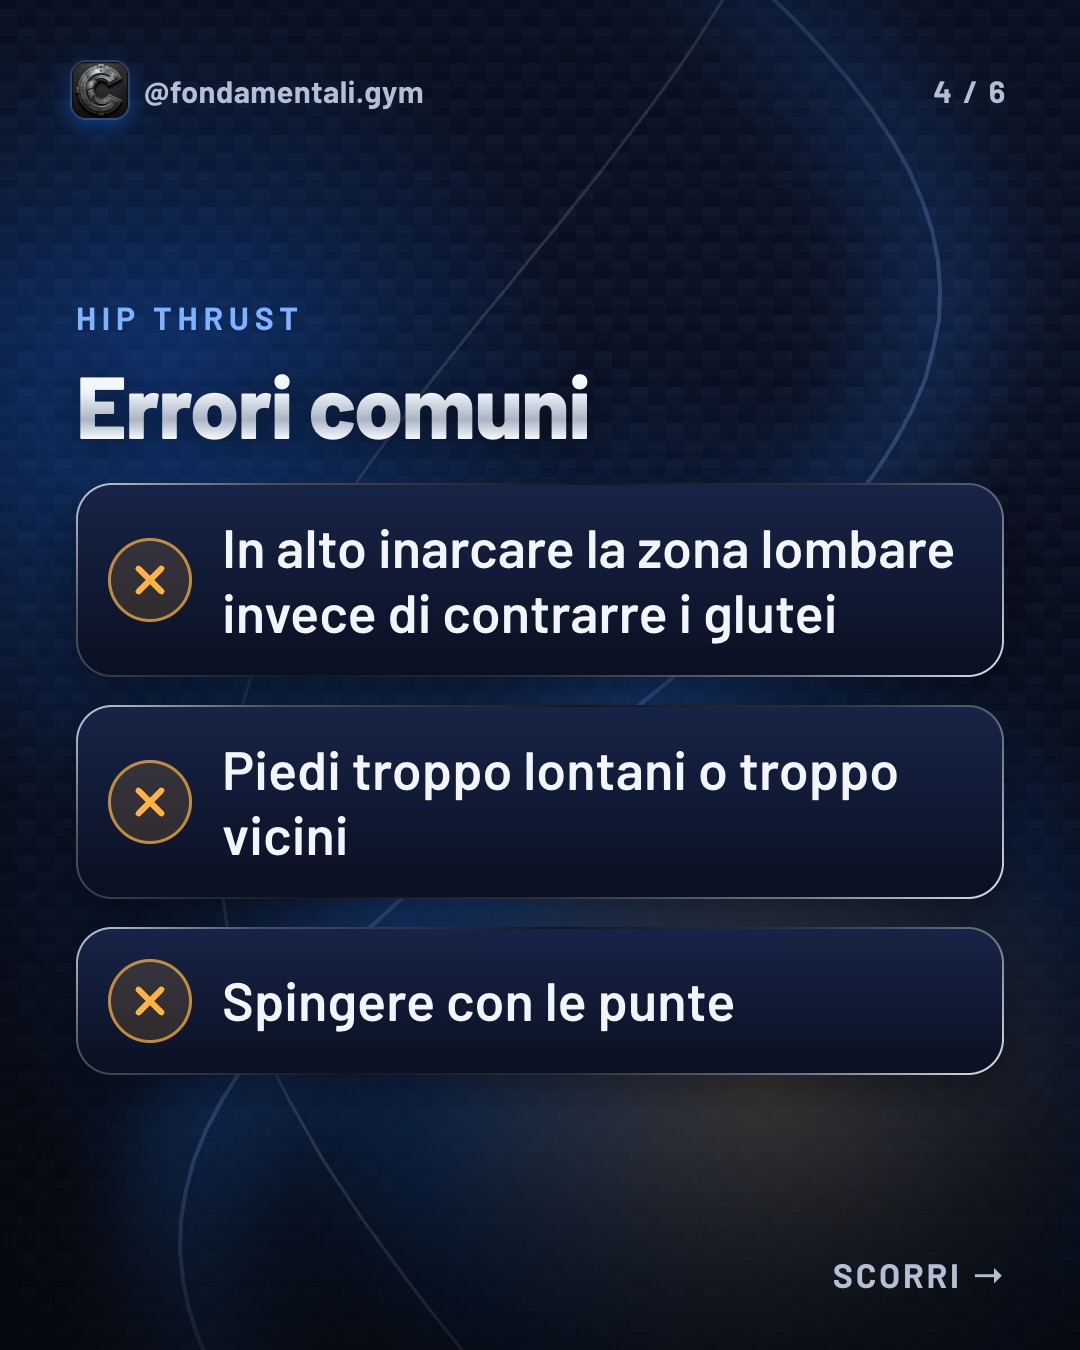 @fondamentali.gym
4 / 6
HIP THRUST
Errori comuni
In alto inarcare la zona lombare
invece di contrarre i glutei
Piedi troppo lontani o troppo
vicini
Spingere con le punte
SCORRI →